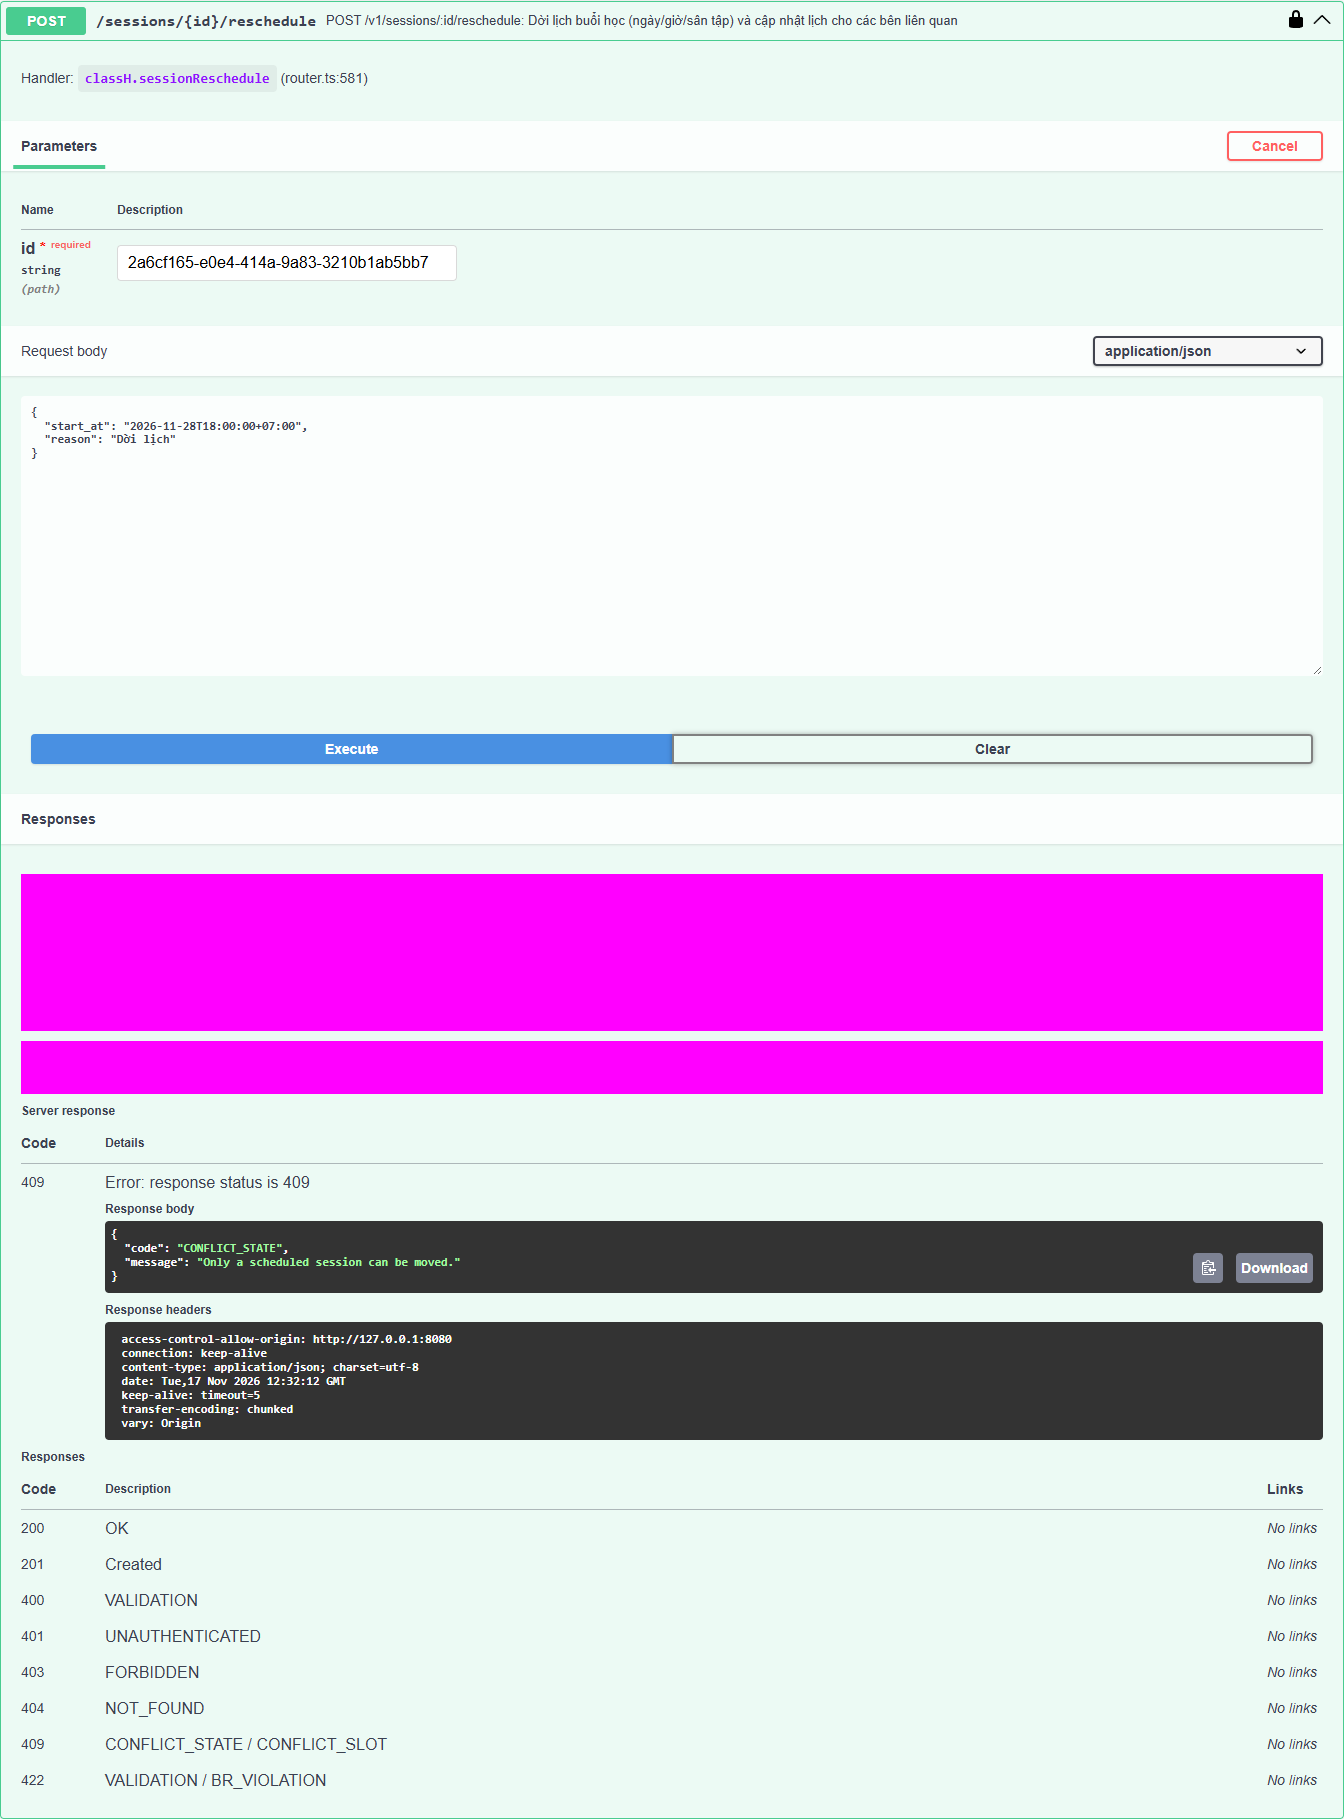 POST /sessions/{id}/reschedule POST /v1/sessions/:id/reschedule: Dời lịch buổi học (ngày/giờ/sân tập) và cập nhật lịch cho các bên liên quan
Handler: classH.sessionReschedule (router.ts:581)
Parameters
Cancel
Name Description
id * required
string
(path)
2a6cf165-e0e4-414a-9a83-3210b1ab5bb7
Request body
application/json
{
  "start_at": "2026-11-28T18:00:00+07:00",
  "reason": "Dời lịch"
}
Execute
Clear
Responses
Server response
Code Details
409 Error: response status is 409
Response body
{
  "code": "CONFLICT_STATE",
  "message": "Only a scheduled session can be moved."
}
Download
Response headers
access-control-allow-origin: http://127.0.0.1:8080
connection: keep-alive
content-type: application/json; charset=utf-8
date: Tue,17 Nov 2026 12:32:12 GMT
keep-alive: timeout=5
transfer-encoding: chunked
vary: Origin
Responses
Code Description Links
200 OK No links
201 Created No links
400 VALIDATION No links
401 UNAUTHENTICATED No links
403 FORBIDDEN No links
404 NOT_FOUND No links
409 CONFLICT_STATE / CONFLICT_SLOT No links
422 VALIDATION / BR_VIOLATION No links